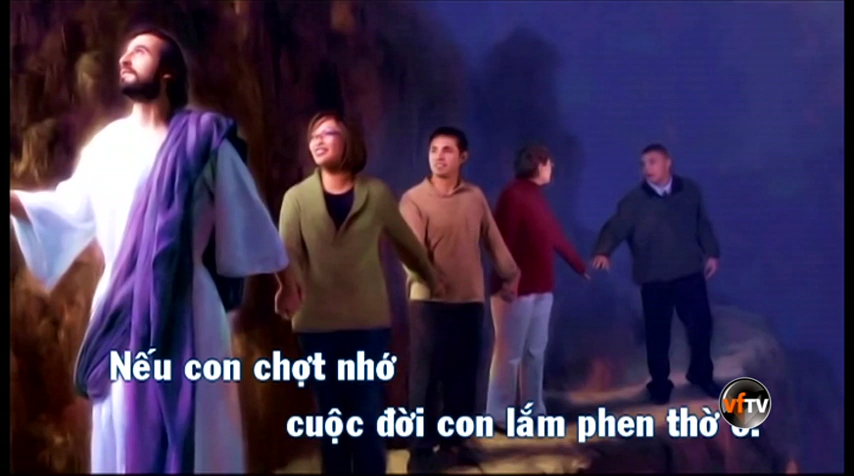 Nếu con chợt nhớ
cuộc đời con lắm phen thờ
vfTV